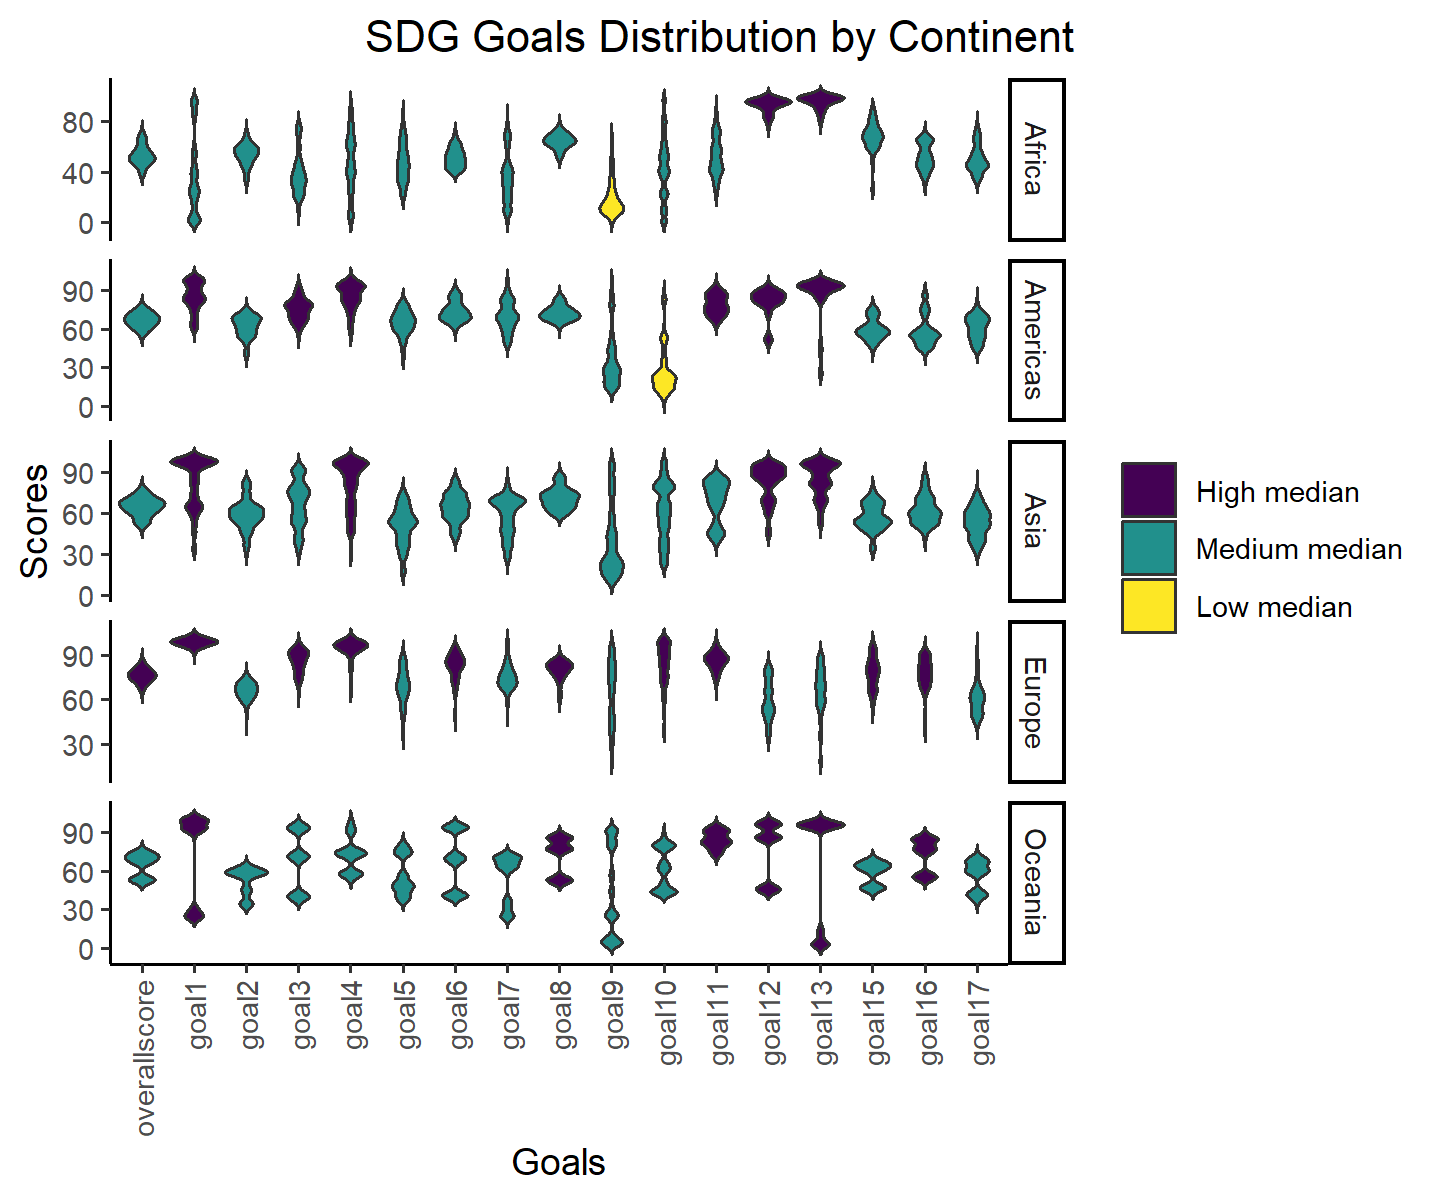 SDG Goals Distribution by Continent
Scores
80
40
0
Africa
90
60
30
0
Americas
90
60
30
0
Asia
90
60
30
Europe
90
60
30
0
Oceania
overallscore
goal1
goal2
goal3
goal4
goal5
goal6
goal7
goal8
goal9
goal10
goal11
goal12
goal13
goal15
goal16
goal17
Goals
High median
Medium median
Low median